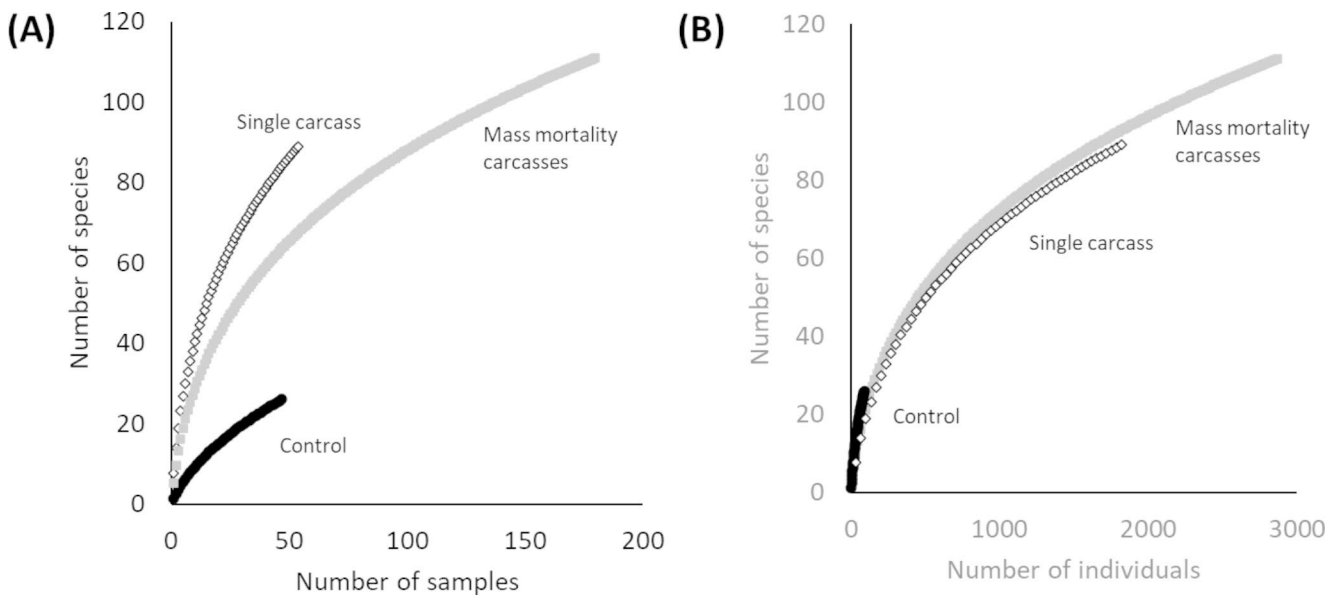 (A)
120
100
80
60
40
20
0
Number of species
Single carcass
Mass mortality
carcasses
Control
0 50 100 150 200
Number of samples
(B)
120
100
80
60
40
20
0
Number of species
Mass mortality
carcasses
Single carcass
Control
0 1000 2000 3000
Number of individuals